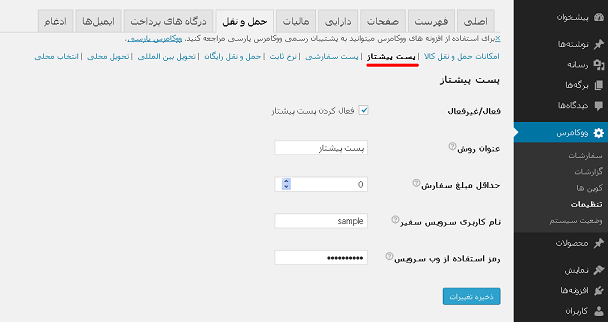 پیشخوان
نوشته‌ها
رسانه
برگه‌ها
دیدگاه‌ها
ووکامرس
سفارشات
گزارشات
کوپن ها
تنظیمات
وضعیت سیستم
محصولات
نمایش
افزونه‌ها
کاربران
اصلی فهرست صفحات دارایی مالیات حمل و نقل درگاه های پرداخت ایمیل‌ها ادغام
برای استفاده از افزونه های ووکامرس میتوانید به پشتیبان رسمی ووکامرس پارسی مراجعه کنید. ووکامرس پارسی
امکانات حمل و نقل کالا | پست پیشتاز | پست سفارشی | نرخ ثابت | حمل و نقل رایگان | تحویل بین المللی | تحویل محلی | انتخاب محلی
پست پیشتاز
فعال/غیرفعال فعال کردن پست پیشتاز
عنوان روش پست پیشتاز
حداقل مبلغ سفارش 0
نام کاربری سرویس سفیر sample
رمز استفاده از وب سرویس ••••••••••
ذخیره تغییرات